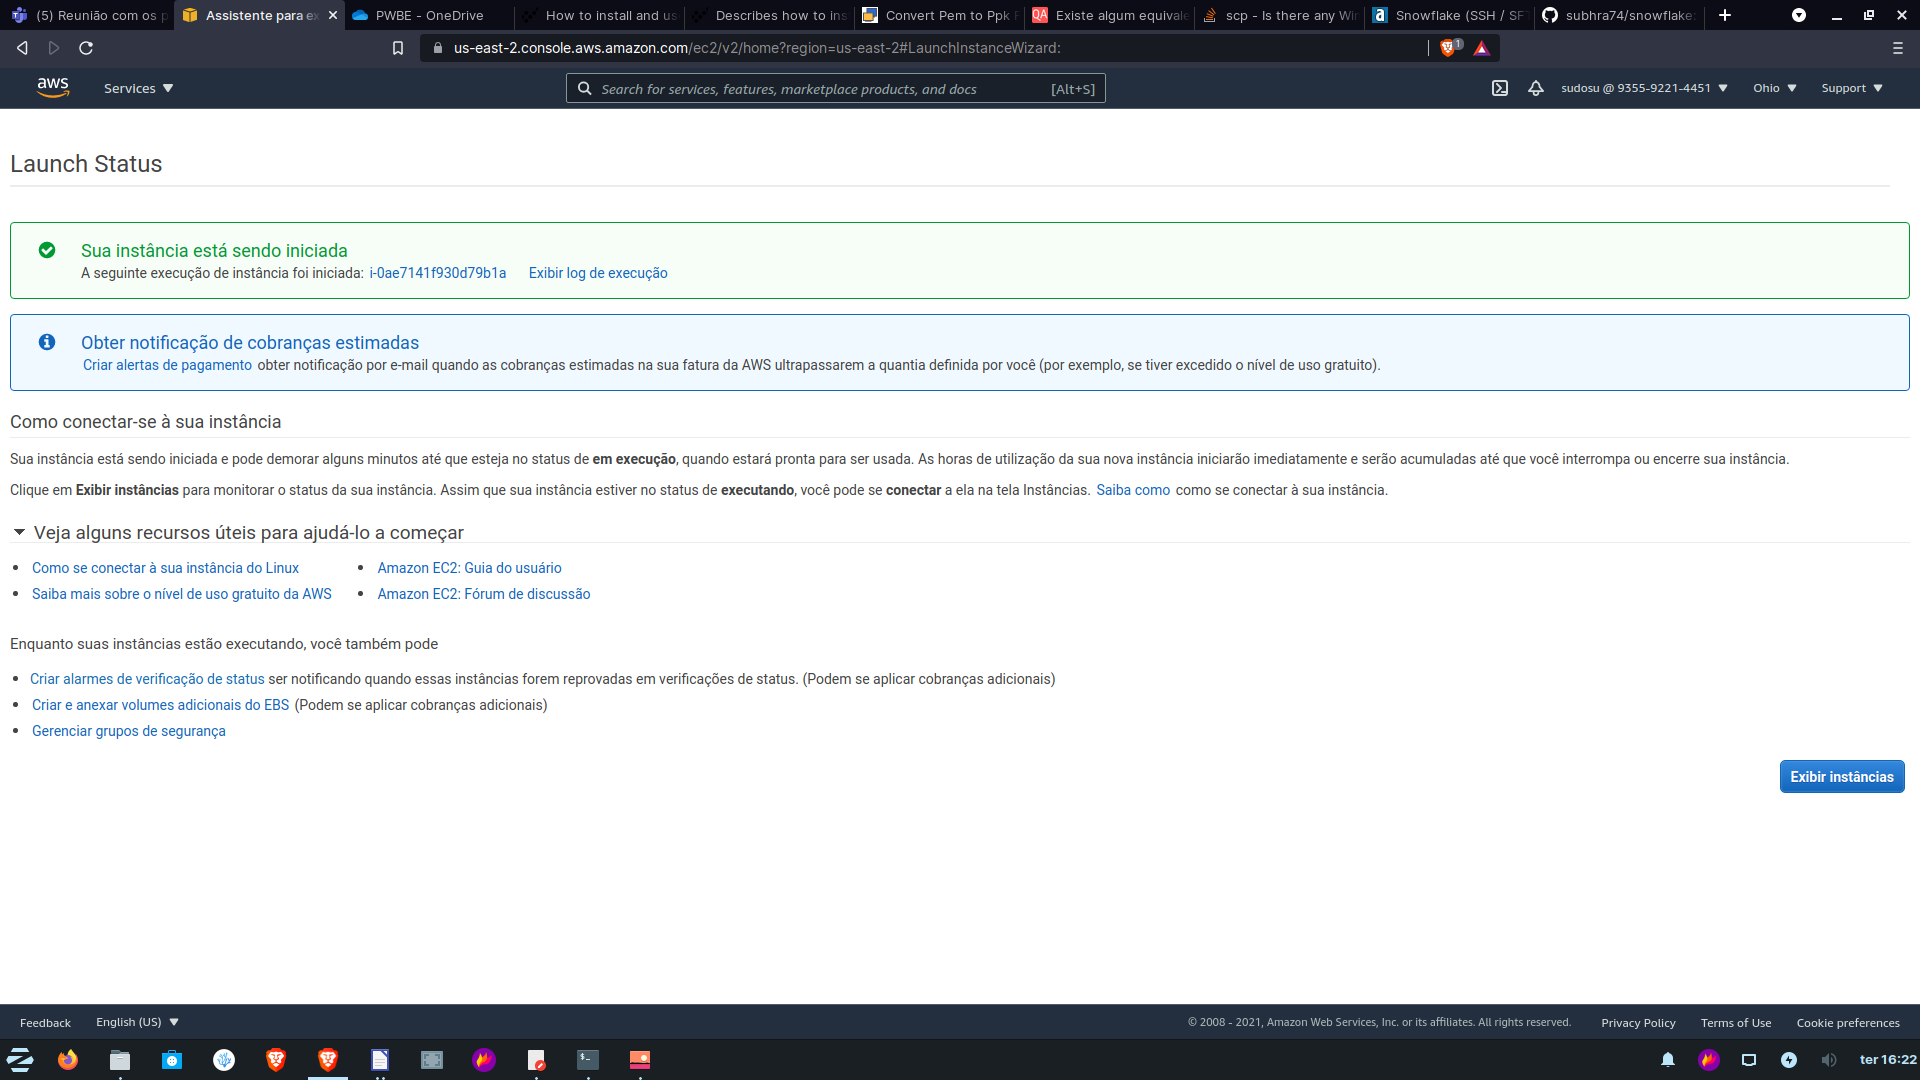 (5) Reunião com os p
Assistente para ex
PWBE - OneDrive
How to install and us
Describes how to ins
Convert Pem to Ppk F
Existe algum equivale
scp - Is there any Win
Snowflake (SSH / SFT
subhra74/snowflake:
us-east-2.console.aws.amazon.com/ec2/v2/home?region=us-east-2#LaunchInstanceWizard:
1
aws
Services
Search for services, features, marketplace products, and docs
[Alt+S]
sudosu @ 9355-9221-4451
Ohio
Support
Launch Status
Sua instância está sendo iniciada
A seguinte execução de instância foi iniciada: i-0ae7141f930d79b1a Exibir log de execução
Obter notificação de cobranças estimadas
Criar alertas de pagamento obter notificação por e-mail quando as cobranças estimadas na sua fatura da AWS ultrapassarem a quantia definida por você (por exemplo, se tiver excedido o nível de uso gratuito).
Como conectar-se à sua instância
Sua instância está sendo iniciada e pode demorar alguns minutos até que esteja no status de em execução, quando estará pronta para ser usada. As horas de utilização da sua nova instância iniciarão imediatamente e serão acumuladas até que você interrompa ou encerre sua instância.
Clique em Exibir instâncias para monitorar o status da sua instância. Assim que sua instância estiver no status de executando, você pode se conectar a ela na tela Instâncias. Saiba como como se conectar à sua instância.
Veja alguns recursos úteis para ajudá-lo a começar
Como se conectar à sua instância do Linux
Amazon EC2: Guia do usuário
Saiba mais sobre o nível de uso gratuito da AWS
Amazon EC2: Fórum de discussão
Enquanto suas instâncias estão executando, você também pode
Criar alarmes de verificação de status ser notificando quando essas instâncias forem reprovadas em verificações de status. (Podem se aplicar cobranças adicionais)
Criar e anexar volumes adicionais do EBS (Podem se aplicar cobranças adicionais)
Gerenciar grupos de segurança
Exibir instâncias
Feedback
English (US)
© 2008 - 2021, Amazon Web Services, Inc. or its affiliates. All rights reserved.
Privacy Policy
Terms of Use
Cookie preferences
ter 16:22